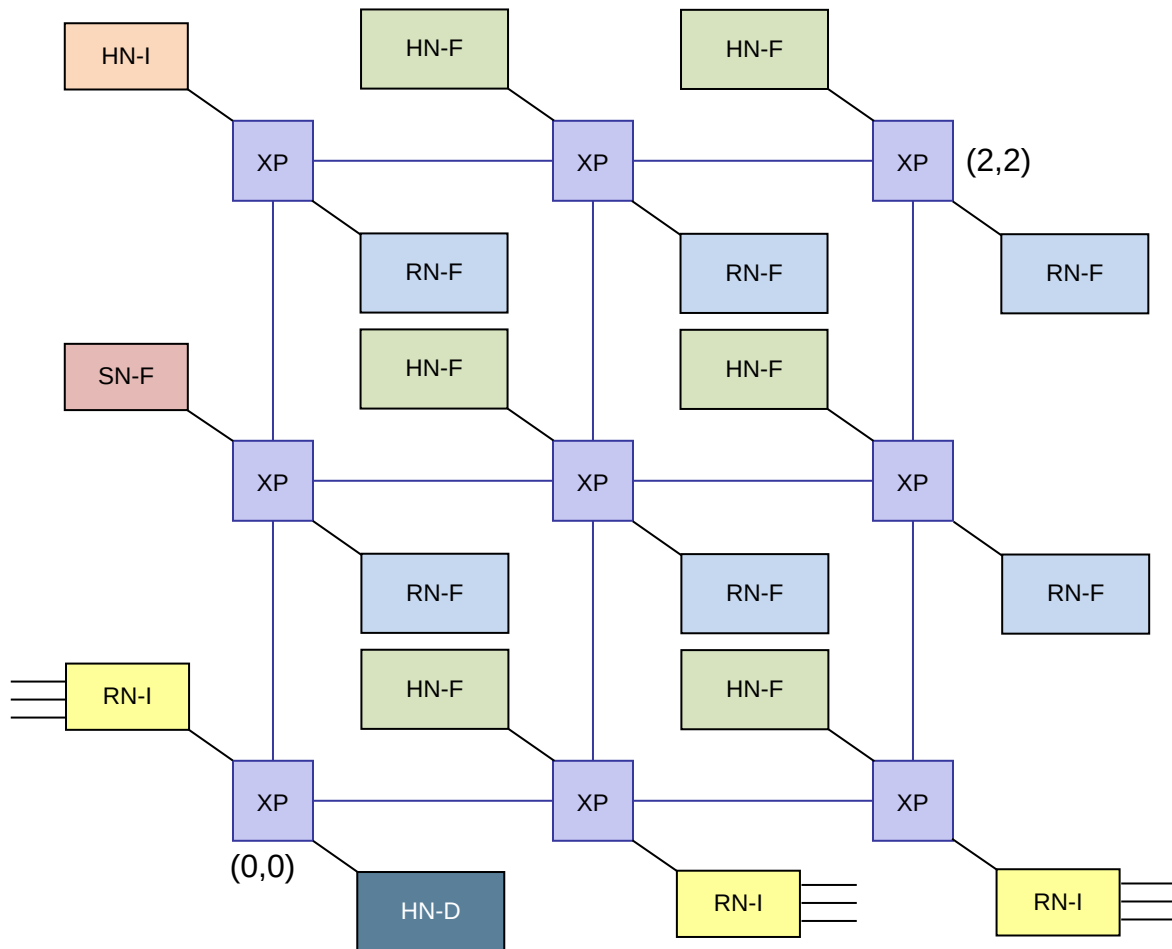 HN-I
HN-F
HN-F
XP
XP
XP
(2,2)
RN-F
RN-F
RN-F
SN-F
HN-F
HN-F
XP
XP
XP
RN-F
RN-F
RN-F
RN-I
HN-F
HN-F
XP
XP
XP
(0,0)
HN-D
RN-I
RN-I